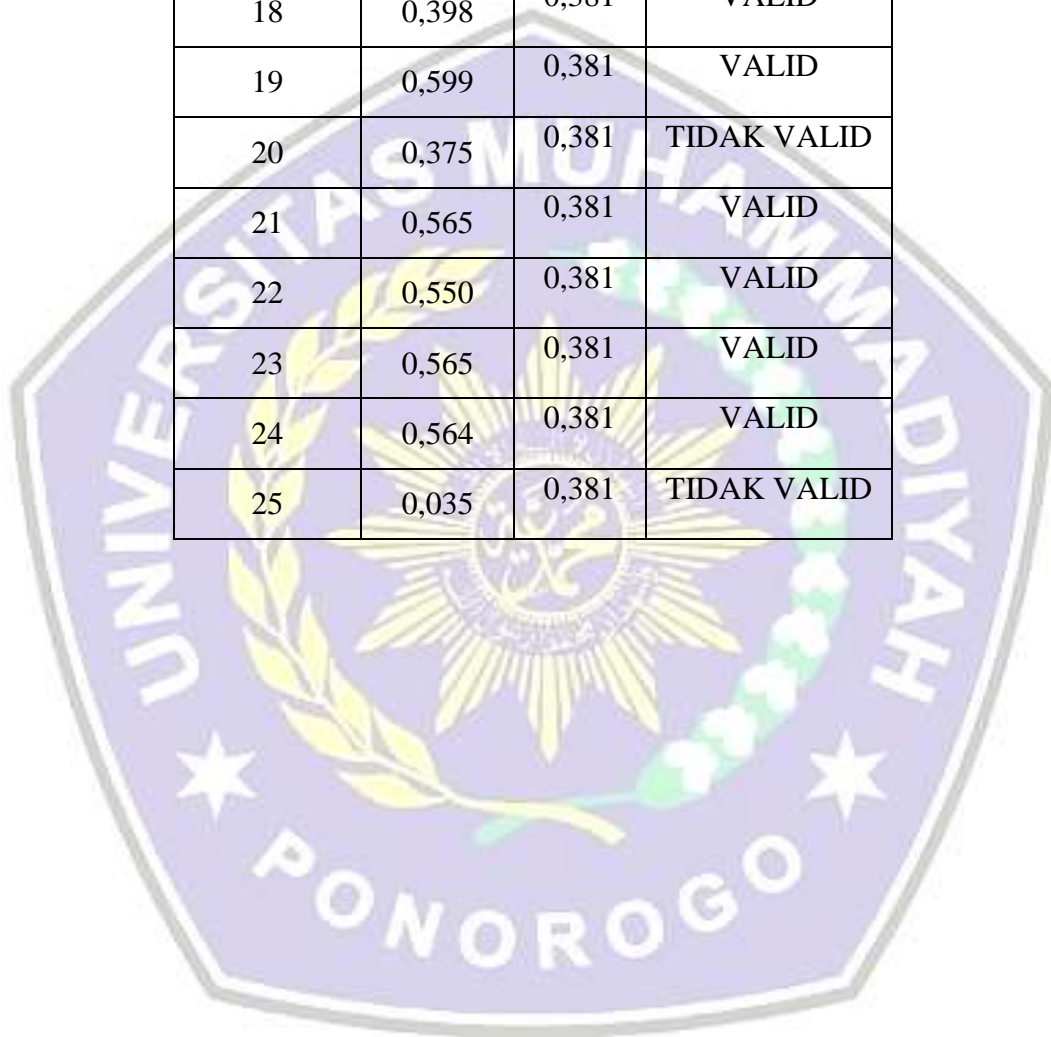 18 0,398 0,381 VALID
19 0,599 0,381 VALID
20 0,375 0,381 TIDAK VALID
21 0,565 0,381 VALID
22 0,550 0,381 VALID
23 0,565 0,381 VALID
24 0,564 0,381 VALID
25 0,035 0,381 TIDAK VALID
UNIVERSITAS MUHAMMADIYAH
PONOROGO